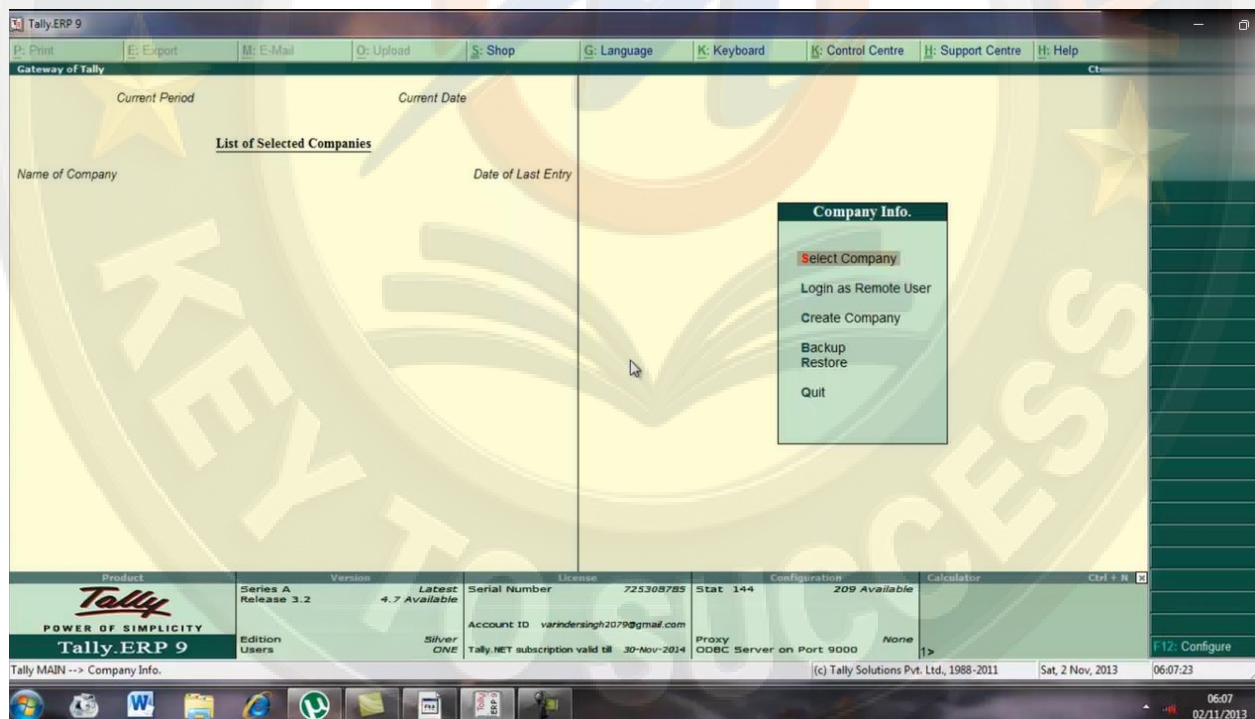 Tally.ERP 9
P: Print E: Export M: E-Mail O: Upload S: Shop G: Language K: Keyboard K: Control Centre H: Support Centre H: Help
Gateway of Tally
Current Period Current Date
List of Selected Companies
Name of Company Date of Last Entry
Company Info.
Select Company
Login as Remote User
Create Company
Backup
Restore
Quit
KEY TO SUCCESS
Product Version License Configuration Calculator Ctrl + N
Tally
POWER OF SIMPLICITY
Tally.ERP 9
Series A Latest
Release 3.2 4.7 Available
Edition Silver
Users ONE
Serial Number 725308785
Account ID varindersingh2079@gmail.com
Tally.NET subscription valid till 30-Nov-2014
Stat 144 209 Available
Proxy None
ODBC Server on Port 9000
1>
F12: Configure
Tally MAIN --> Company Info. (c) Tally Solutions Pvt. Ltd., 1988-2011 Sat, 2 Nov, 2013 06:07:23
06:07
02/11/2013